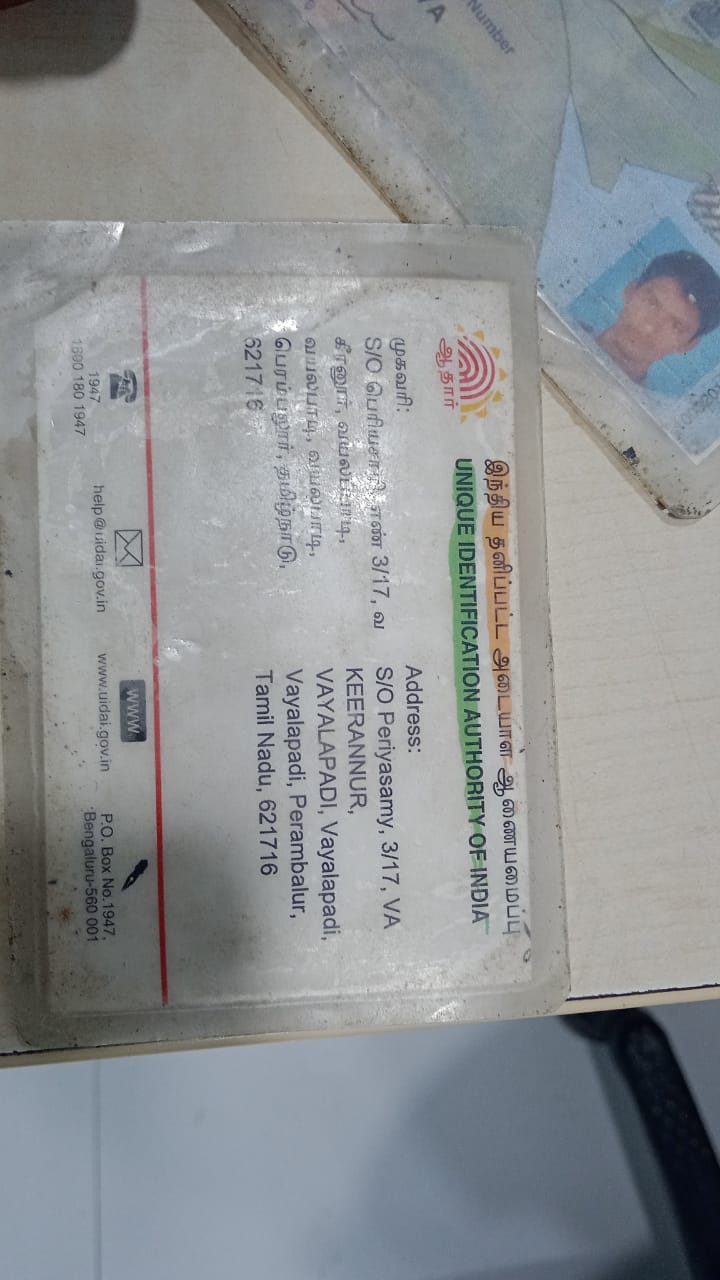 Number
இந்திய தனிப்பட்ட அடையாள ஆணையமைப்பு
UNIQUE IDENTIFICATION AUTHORITY OF INDIA
ஆதார்
முகவரி:
S/O பெரியசாமி, எண் 3/17, வ
கீரனூர், வயலப்பாடி,
வயலபாடி, வயலபாடி,
பெரம்பலூர், தமிழ்நாடு,
621716
Address:
S/O Periyasamy, 3/17, VA
KEERANNUR,
VAYALAPADI, Vayalapadi,
Vayalapadi, Perambalur,
Tamil Nadu, 621716
1947
1800 180 1947
help@uidai.gov.in
WWW
www.uidai.gov.in
P.O. Box No.1947,
Bengaluru-560 001